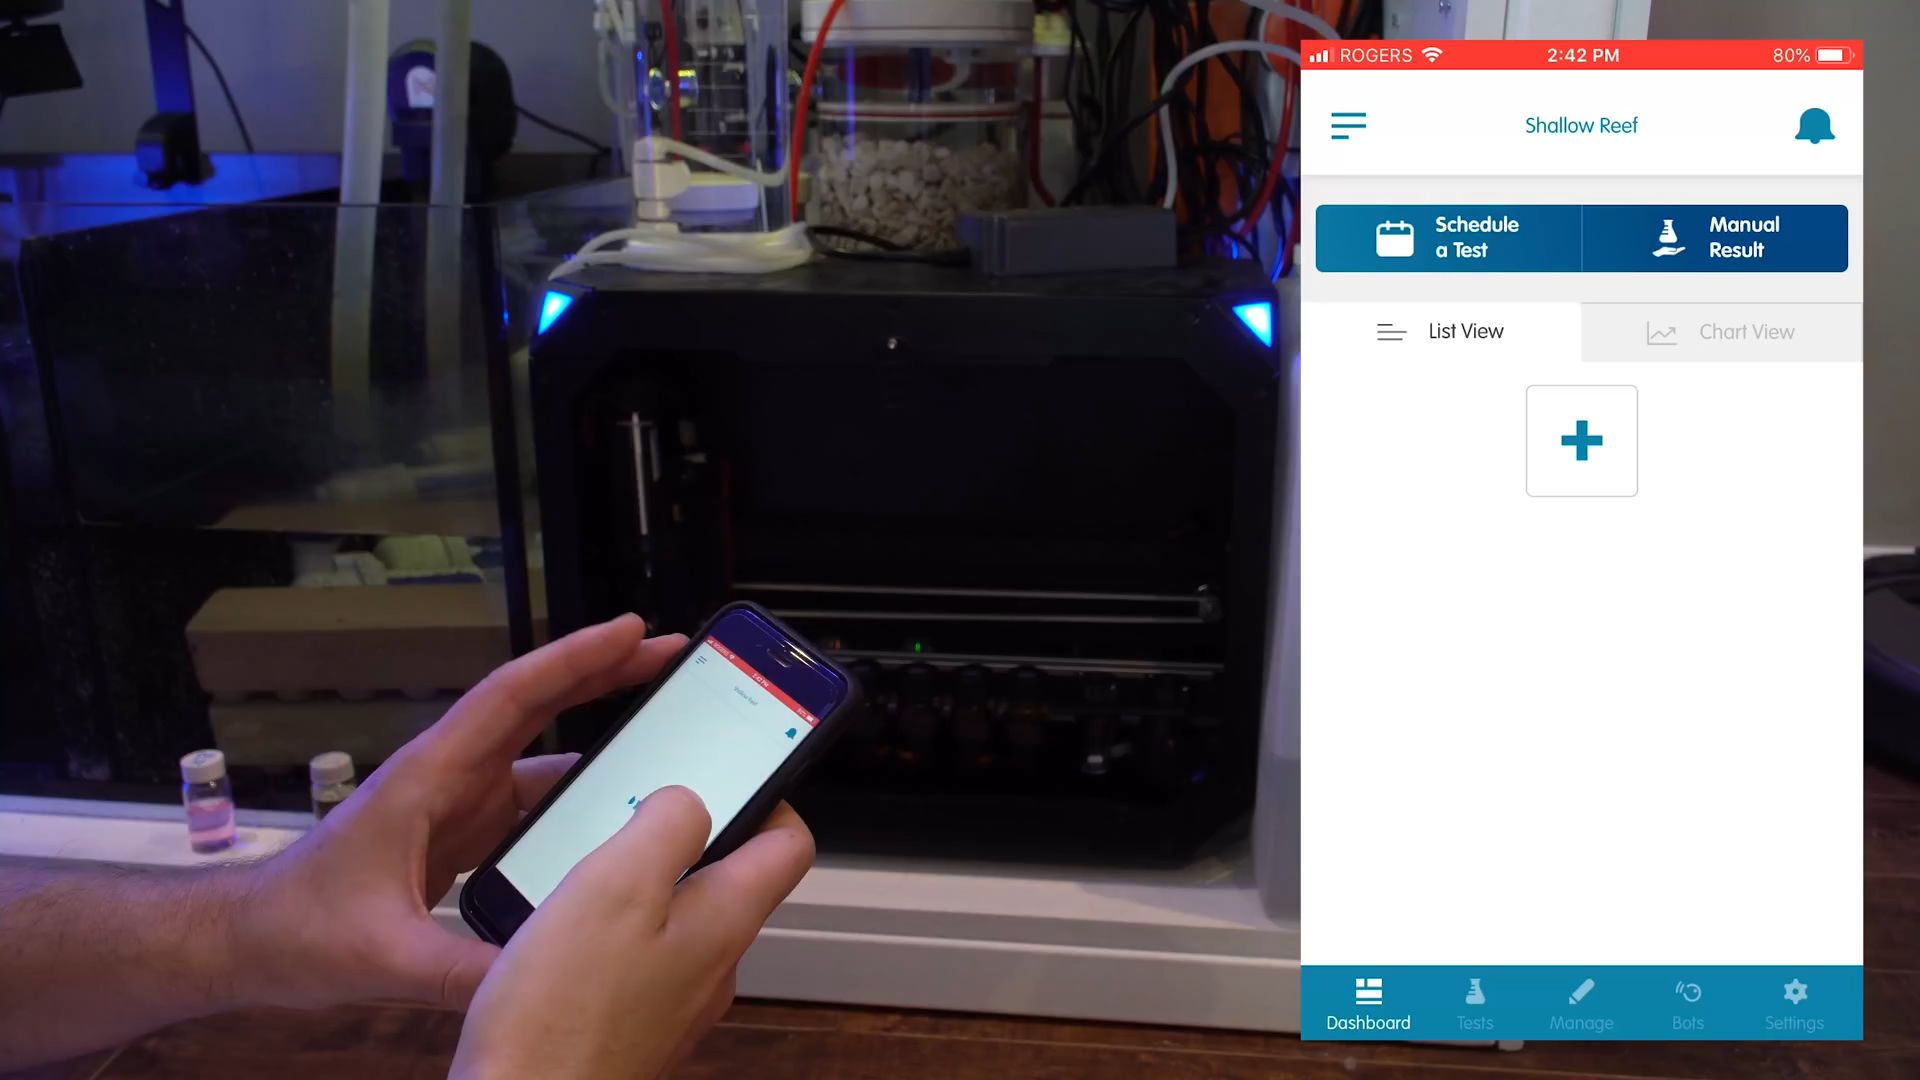 ROGERS
2:42 PM
80%
Shallow Reef
Schedule
a Test
Manual
Result
List View
Chart View
Dashboard
Tests
Manage
Bots
Settings